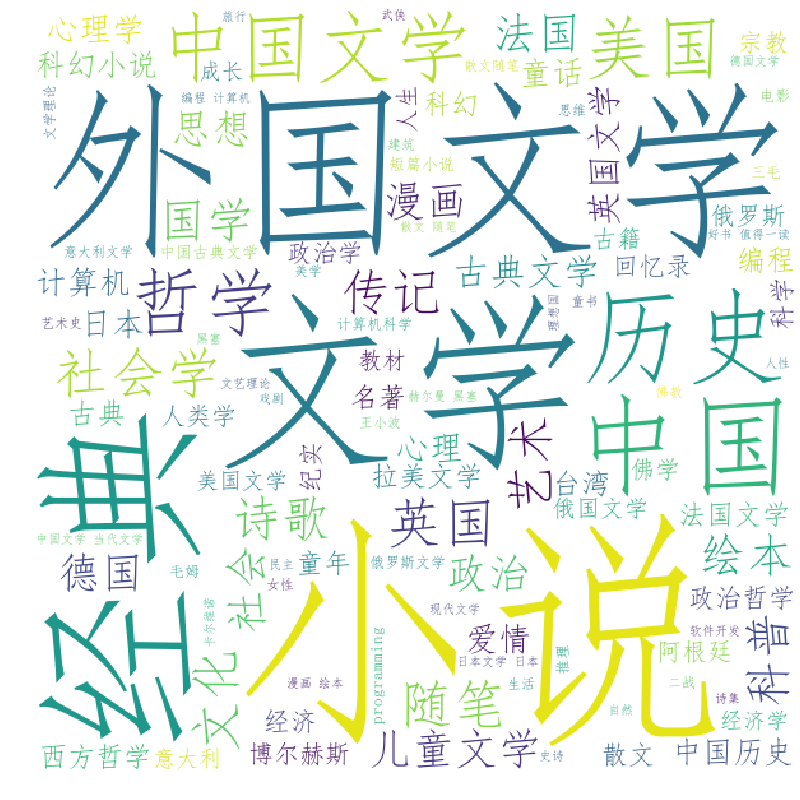 心理学
中国文学
旅行
武侠
法国
美国
宗教
科幻小说
成长
散文随笔
童话
德国文学
文学理论
编程 计算机
思想
外国文学
人生
科幻
思维
英国文学
电影
建筑
短篇小说
三毛
国学
漫画
俄罗斯
散文 随笔
古籍
好书 值得一读
意大利文学
中国古典文学
政治学
美学
古典文学
回忆录
编程
计算机
哲学
传记
理想国
童书
科学
艺术史
日本
黑塞
计算机科学
历史
文学
社会学
教材
文艺理论
戏剧
名著
赫尔曼 黑塞
人性
佛教
古典
人类学
王小波
中国
经典
心理
艺术
美国文学
纪实
拉美文学
台湾
佛学
诗歌
英国
俄国文学
法国文学
中国文学 当代文学
德国
毛姆
社会
民主
女性
童年
俄罗斯文学
政治
绘本
政治哲学
小说
卡尔维诺
现代文学
爱情
软件开发
科普
文化
programming
日本文学 日本
推理
阿根廷
漫画 绘本
随笔
生活
二战
诗集
经济
自然
经济学
西方哲学
意大利
博尔赫斯
儿童文学
史诗
散文
中国历史